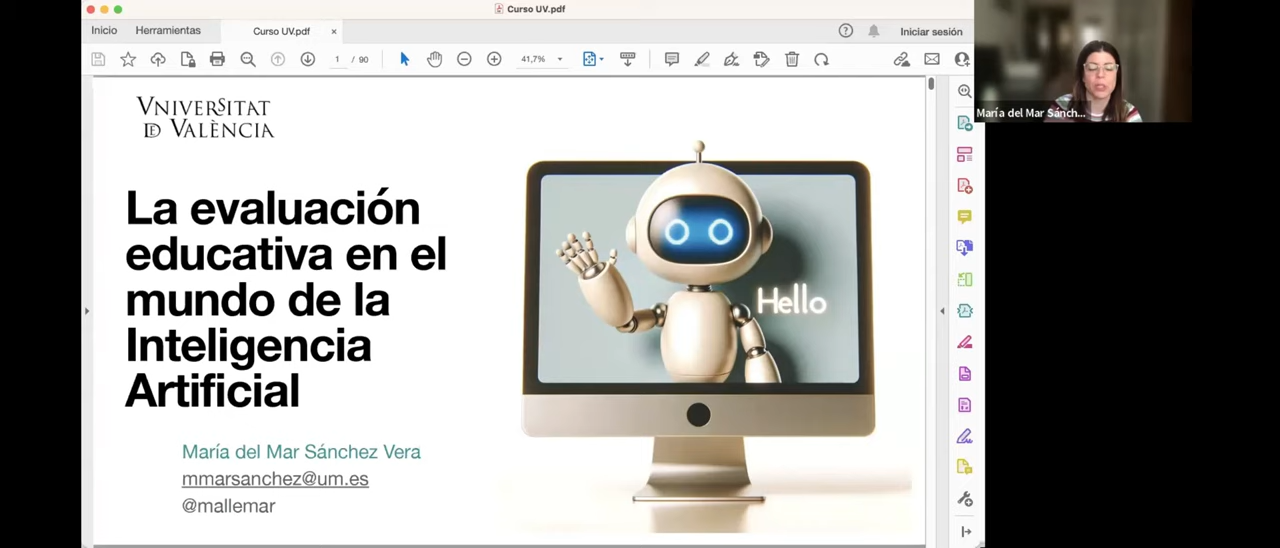 Curso UV.pdf
Inicio
Herramientas
Curso UV.pdf
×
Iniciar sesión
1 / 90
41,7%
VNIVERSITAT
DE VALÈNCIA
La evaluación
educativa en el
mundo de la
Inteligencia
Artificial
María del Mar Sánchez Vera
mmarsanchez@um.es
@mallemar
Hello
María del Mar Sánch...